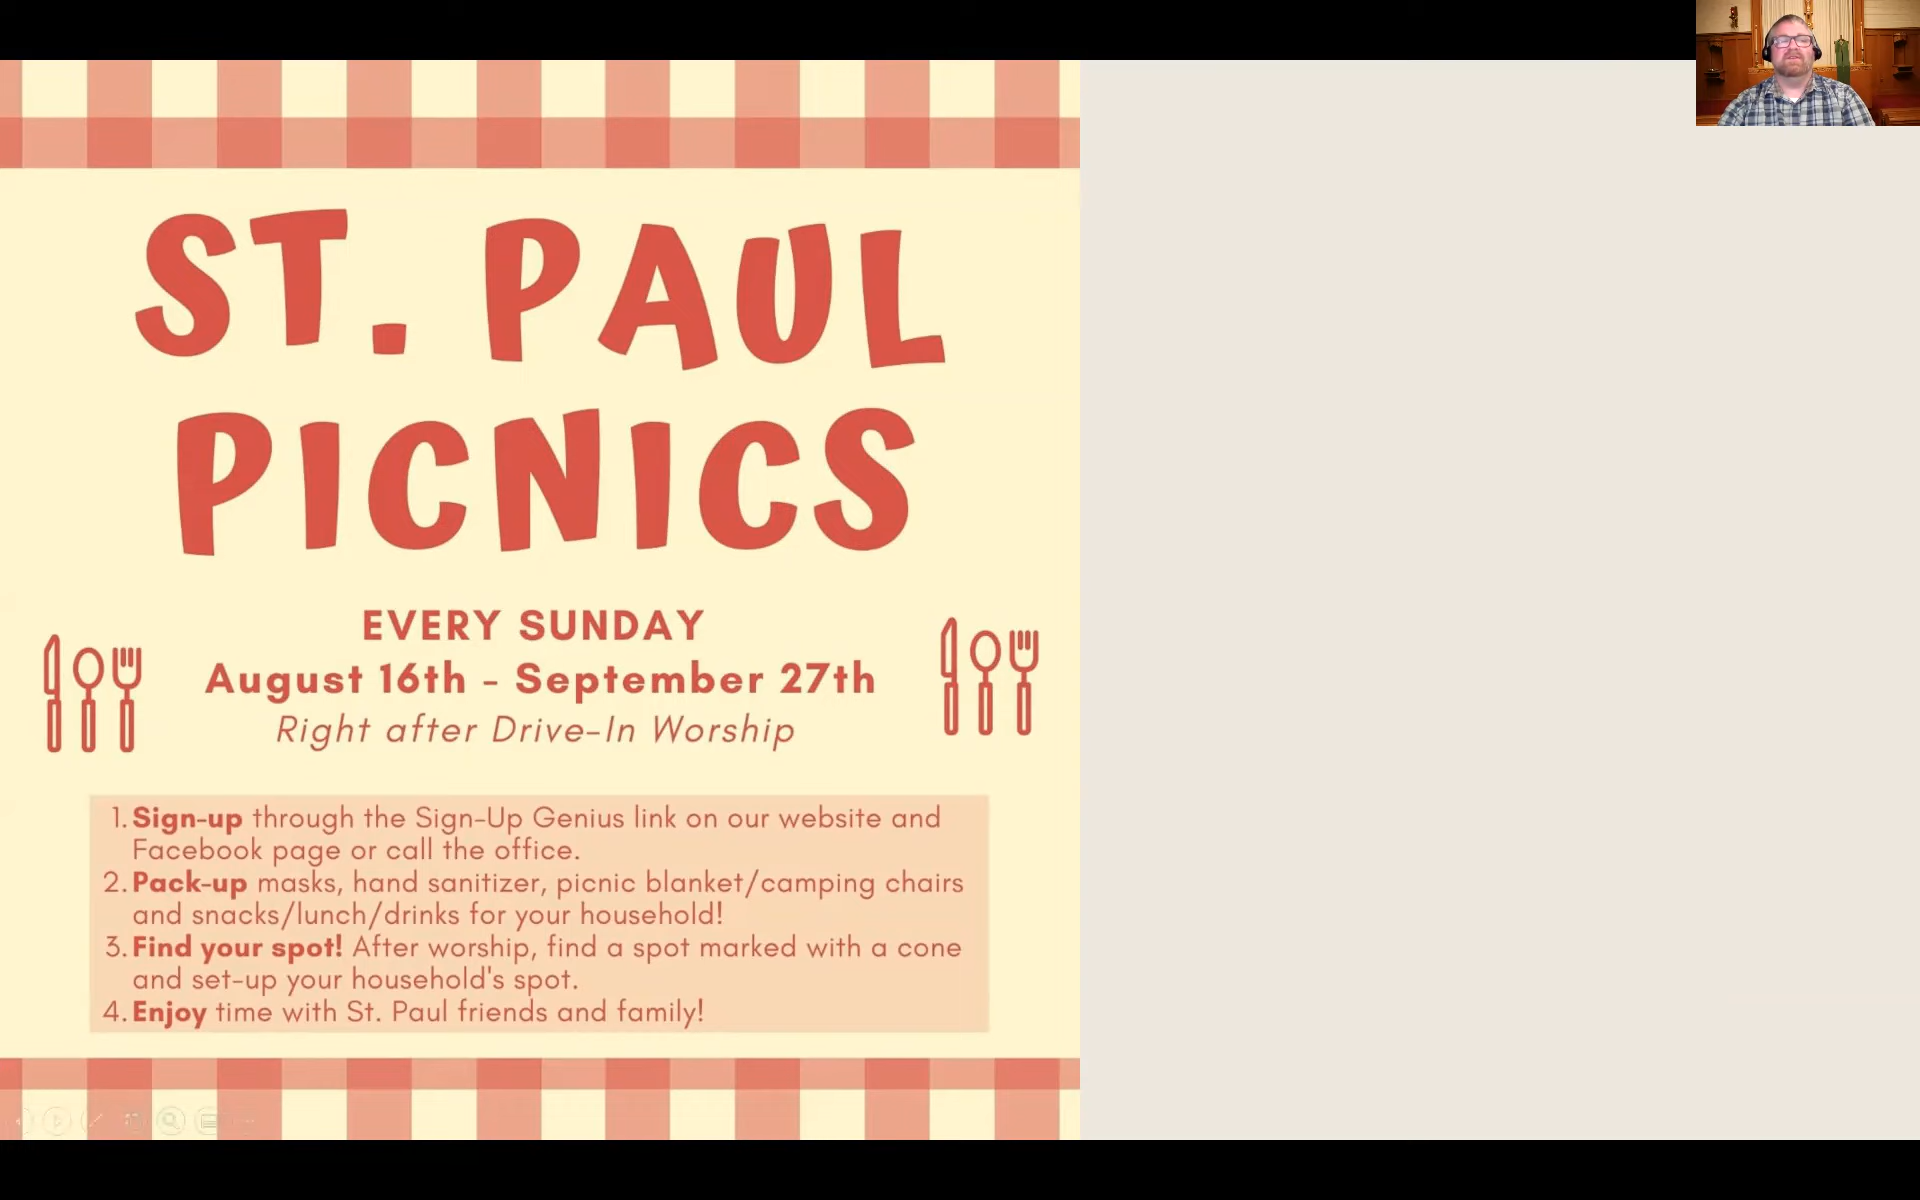 ST. PAUL
PICNICS
EVERY SUNDAY
August 16th - September 27th
Right after Drive-In Worship
1. Sign-up through the Sign-Up Genius link on our website and
Facebook page or call the office.
2. Pack-up masks, hand sanitizer, picnic blanket/camping chairs
and snacks/lunch/drinks for your household!
3. Find your spot! After worship, find a spot marked with a cone
and set-up your household's spot.
4. Enjoy time with St. Paul friends and family!